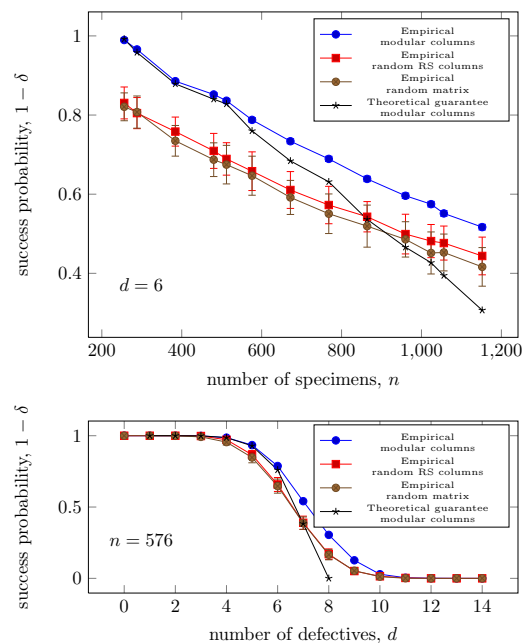 success probability, 1 − δ
1
0.8
0.6
0.4
Empirical
modular columns
Empirical
random RS columns
Empirical
random matrix
Theoretical guarantee
modular columns
d = 6
200
400
600
800
1,000
1,200
number of specimens, n
success probability, 1 − δ
1
0.5
0
Empirical
modular columns
Empirical
random RS columns
Empirical
random matrix
Theoretical guarantee
modular columns
n = 576
0
2
4
6
8
10
12
14
number of defectives, d